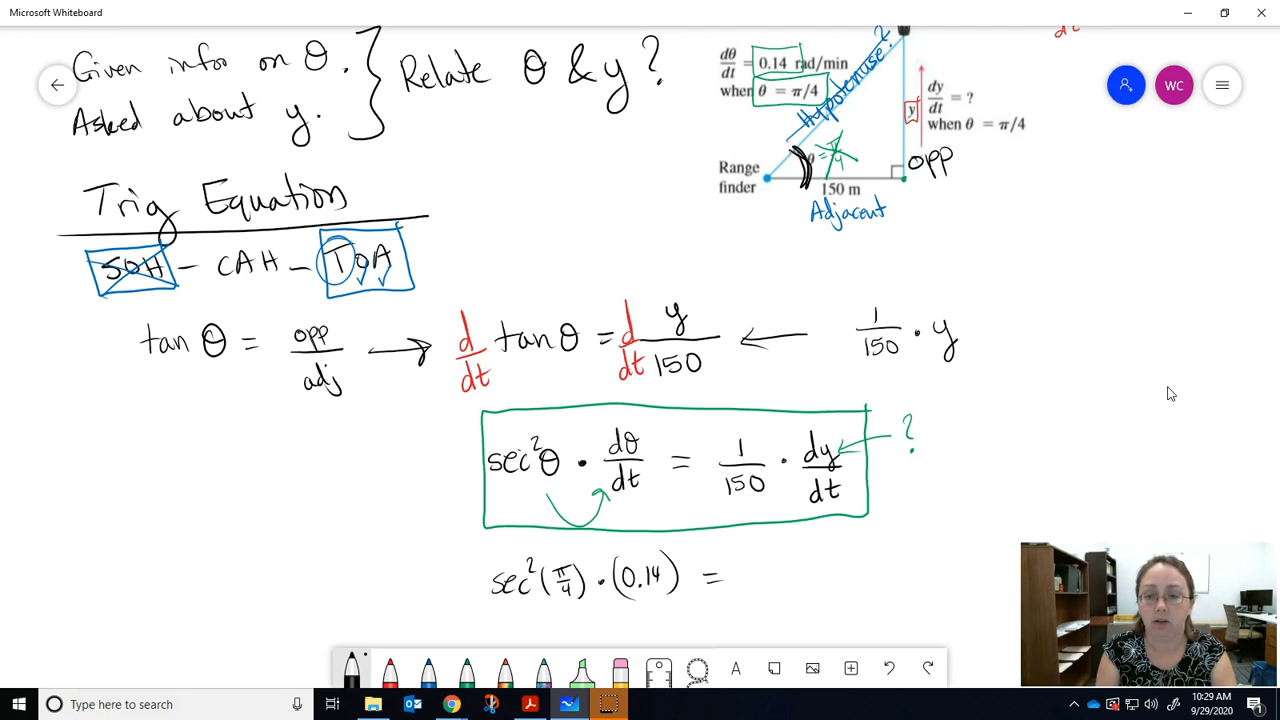 Microsoft Whiteboard
Given infoo on θ.
Asked about y.
Relate θ & y ?
dθ/dt = 0.14 rad/min
when θ = π/4
Hypotenuse?
dy/dt = ?
when θ = π/4
y
θ = π/4
opp
Range
finder
150 m
Adjacent
WC
Trig Equation
SOH - CAH - TOA
tan θ = opp/adj → d/dt tan θ = d/dt y/150 ← 1/150 · y
sec²θ · dθ/dt = 1/150 · dy/dt ← ?
sec²(π/4) · (0.14) =
A
Type here to search
10:29 AM
9/29/2020